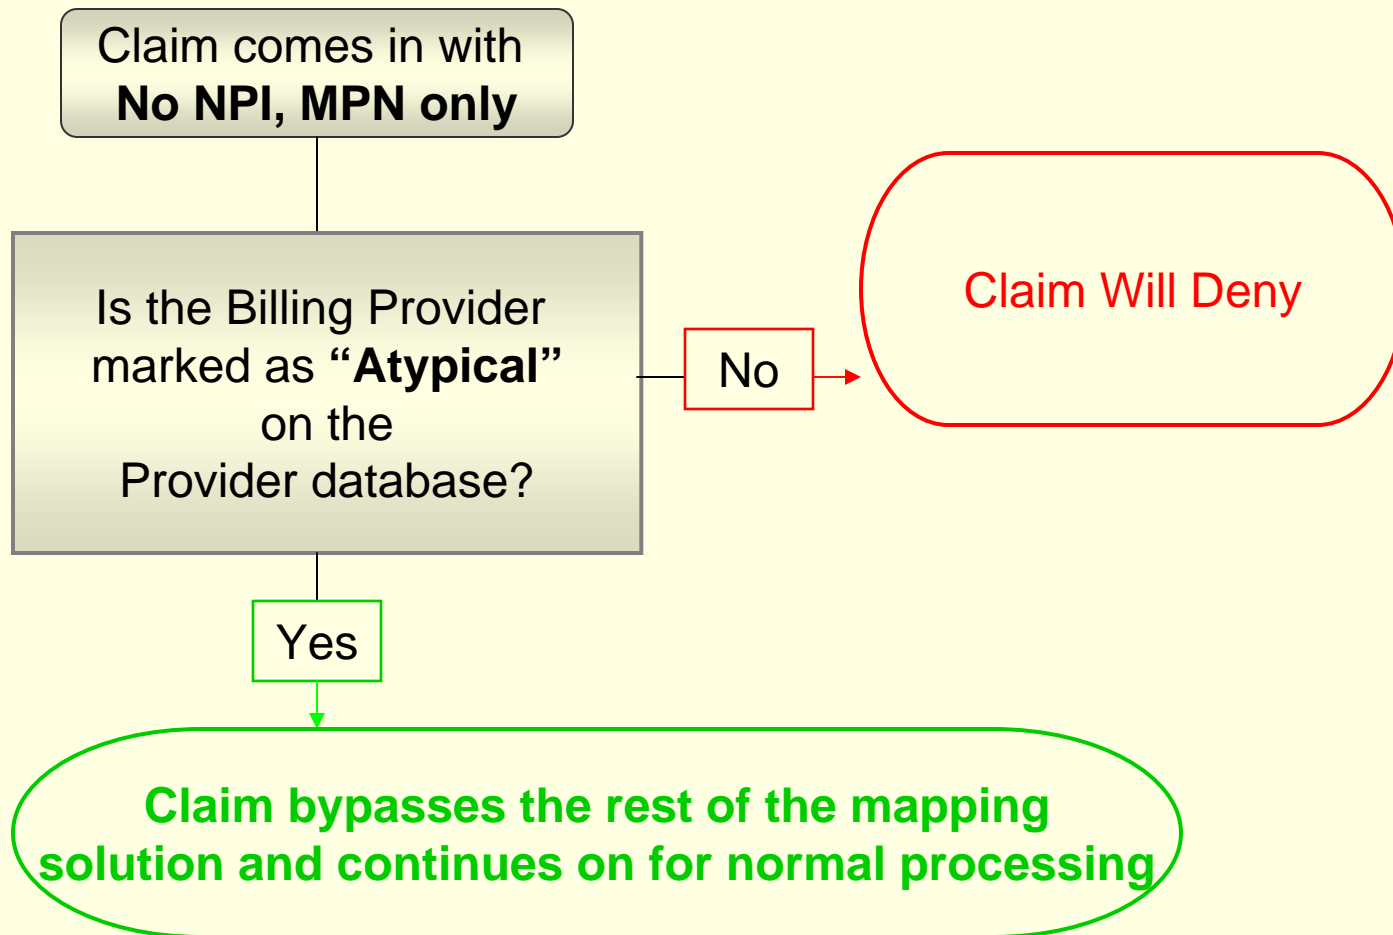 Claim comes in with
No NPI, MPN only
Is the Billing Provider
marked as “Atypical”
on the
Provider database?
No
Claim Will Deny
Yes
Claim bypasses the rest of the mapping
solution and continues on for normal processing